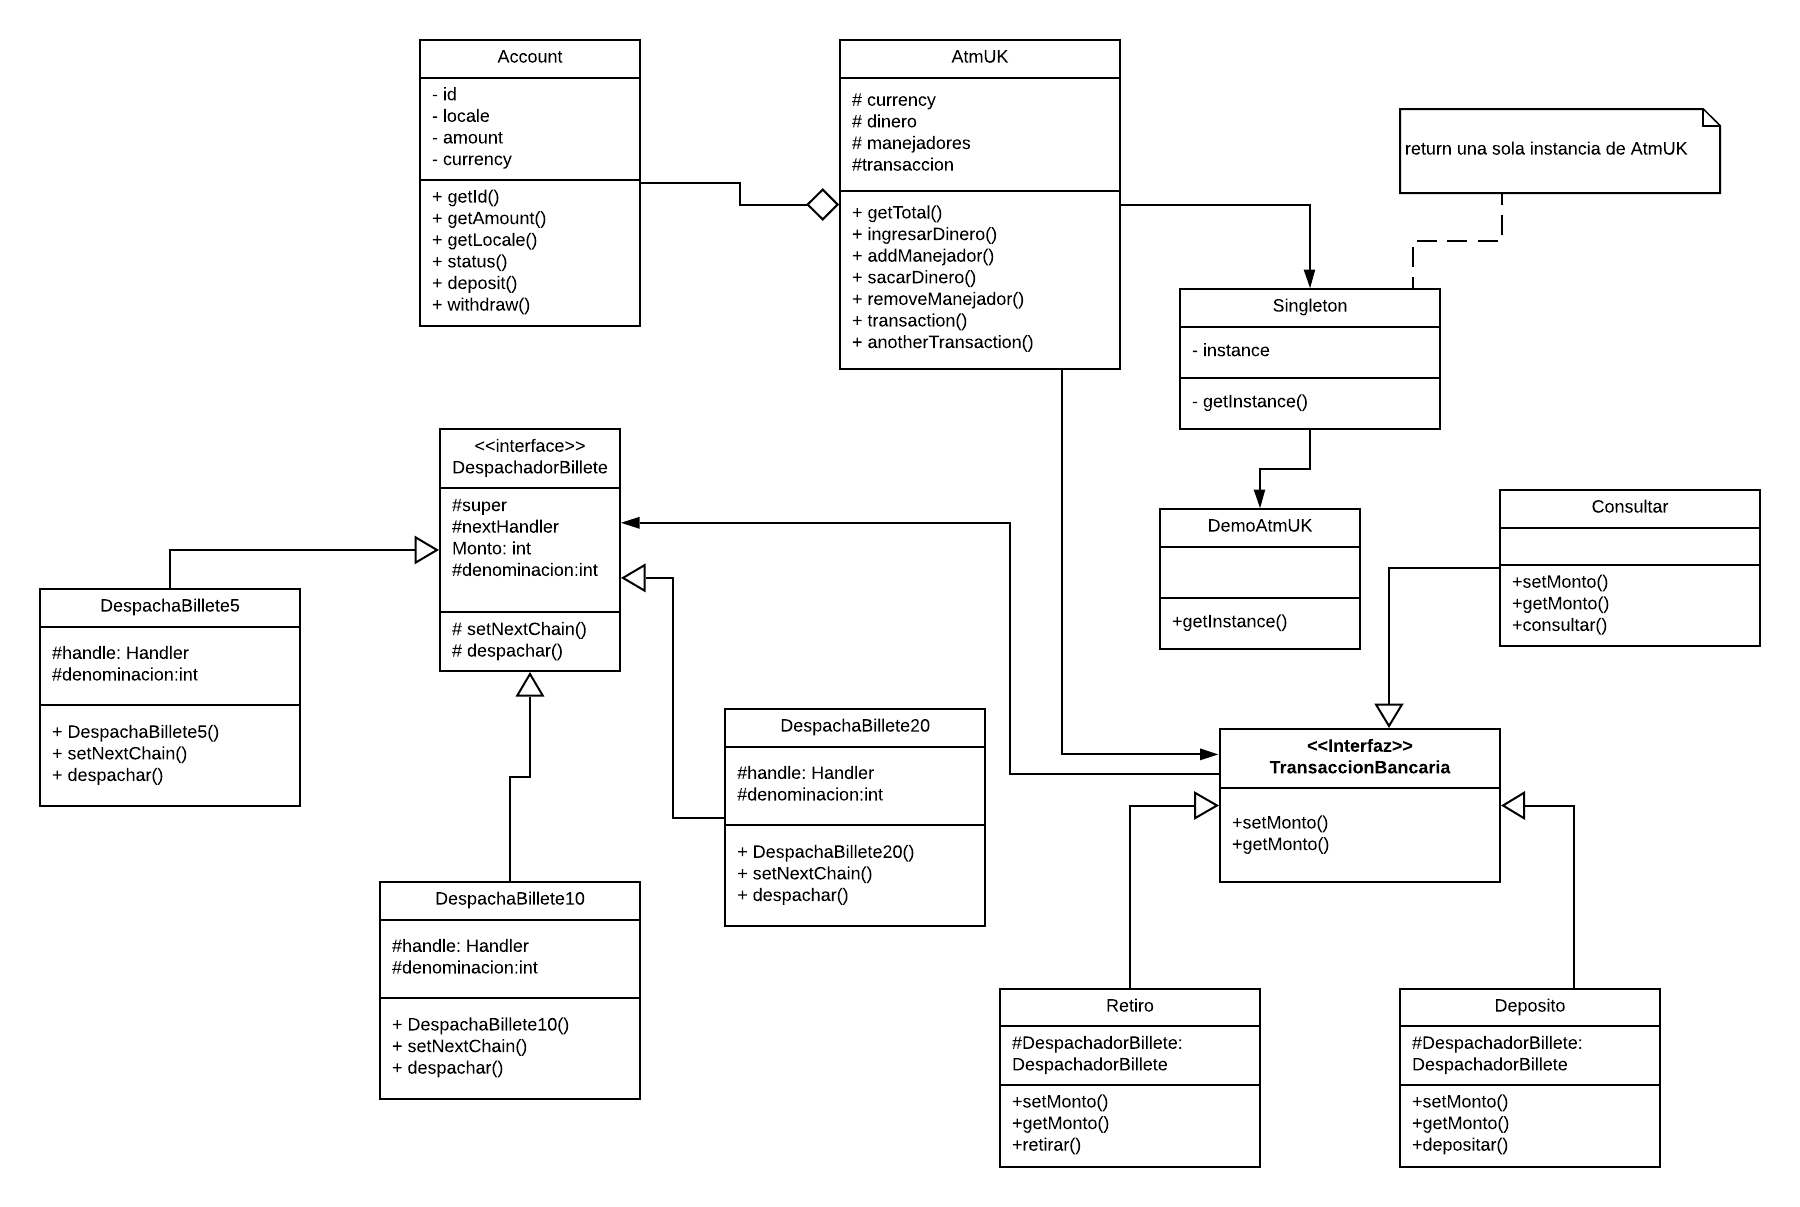 Account
- id
- locale
- amount
- currency
+ getId()
+ getAmount()
+ getLocale()
+ status()
+ deposit()
+ withdraw()
AtmUK
# currency
# dinero
# manejadores
#transaccion
+ getTotal()
+ ingresarDinero()
+ addManejador()
+ sacarDinero()
+ removeManejador()
+ transaction()
+ anotherTransaction()
return una sola instancia de AtmUK
Singleton
- instance
- getInstance()
<<interface>>
DespachadorBillete
#super
#nextHandler
Monto: int
#denominacion:int
# setNextChain()
# despachar()
DemoAtmUK
+getInstance()
Consultar
+setMonto()
+getMonto()
+consultar()
DespachaBillete5
#handle: Handler
#denominacion:int
+ DespachaBillete5()
+ setNextChain()
+ despachar()
DespachaBillete20
#handle: Handler
#denominacion:int
+ DespachaBillete20()
+ setNextChain()
+ despachar()
<<Interfaz>>
TransaccionBancaria
+setMonto()
+getMonto()
DespachaBillete10
#handle: Handler
#denominacion:int
+ DespachaBillete10()
+ setNextChain()
+ despachar()
Retiro
#DespachadorBillete:
DespachadorBillete
+setMonto()
+getMonto()
+retirar()
Deposito
#DespachadorBillete:
DespachadorBillete
+setMonto()
+getMonto()
+depositar()